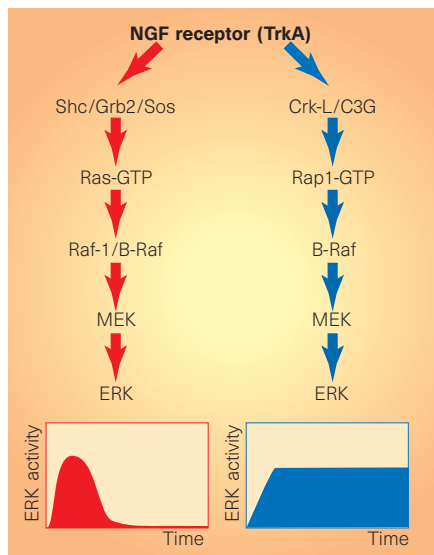 NGF receptor (TrkA)
Shc/Grb2/Sos
Ras-GTP
Raf-1/B-Raf
MEK
ERK
ERK activity
Time
Crk-L/C3G
Rap1-GTP
B-Raf
MEK
ERK
ERK activity
Time